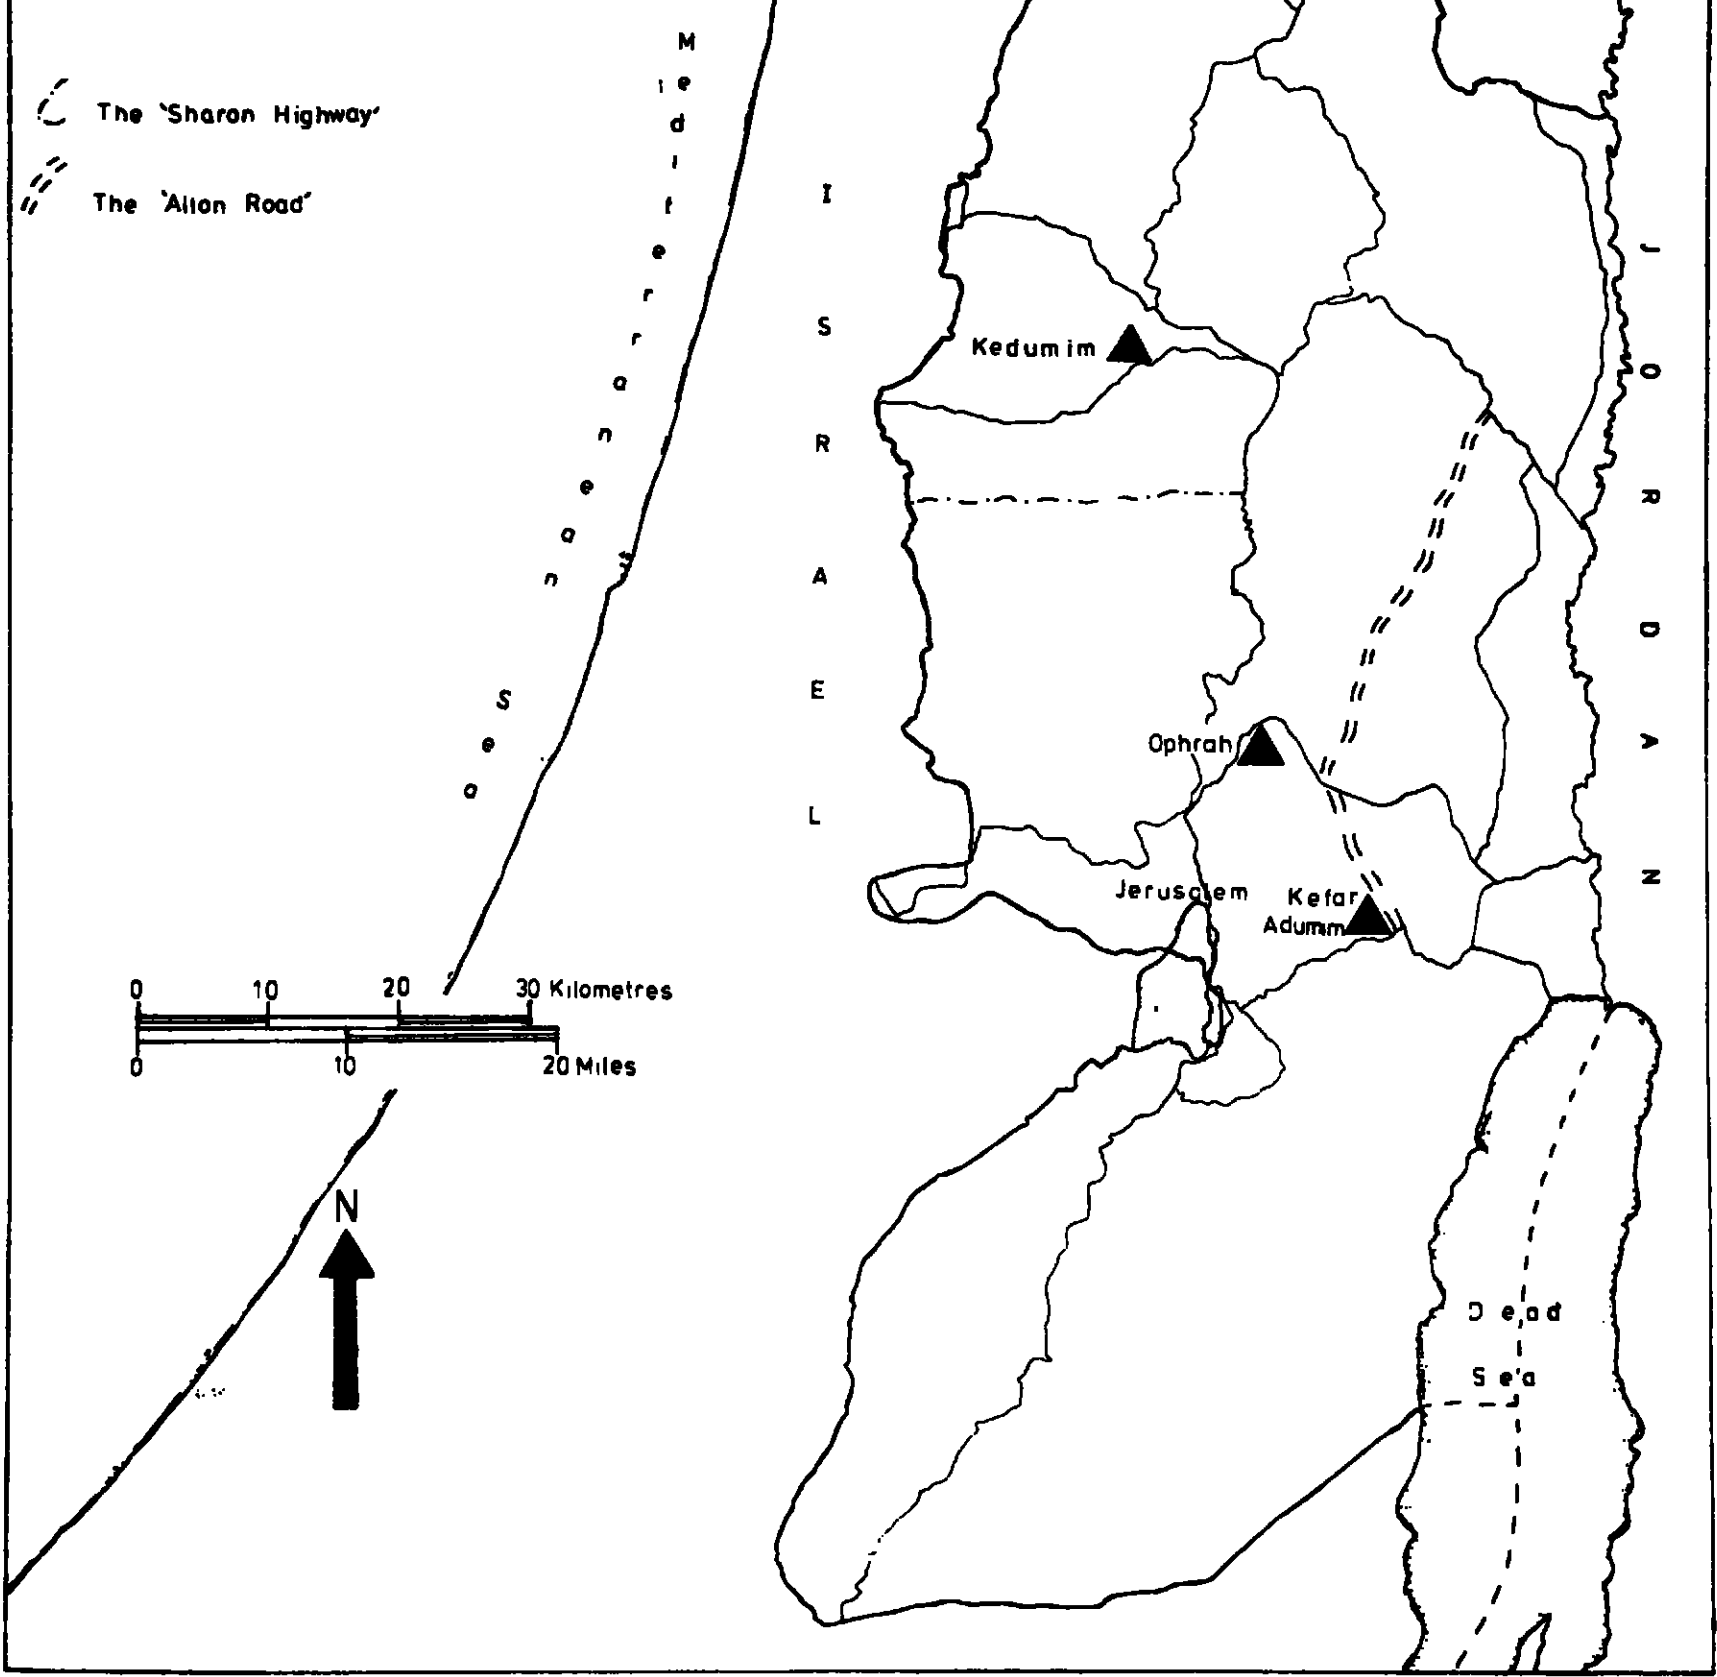 The 'Sharon Highway'
The 'Allon Road'
Mediterranean
Sea
ISRAEL
JORDAN
Kedumim
Ophrah
Jerusalem
Kefar
Adumim
0 10 20 30 Kilometres
0 10 20 Miles
N
Dead
Sea